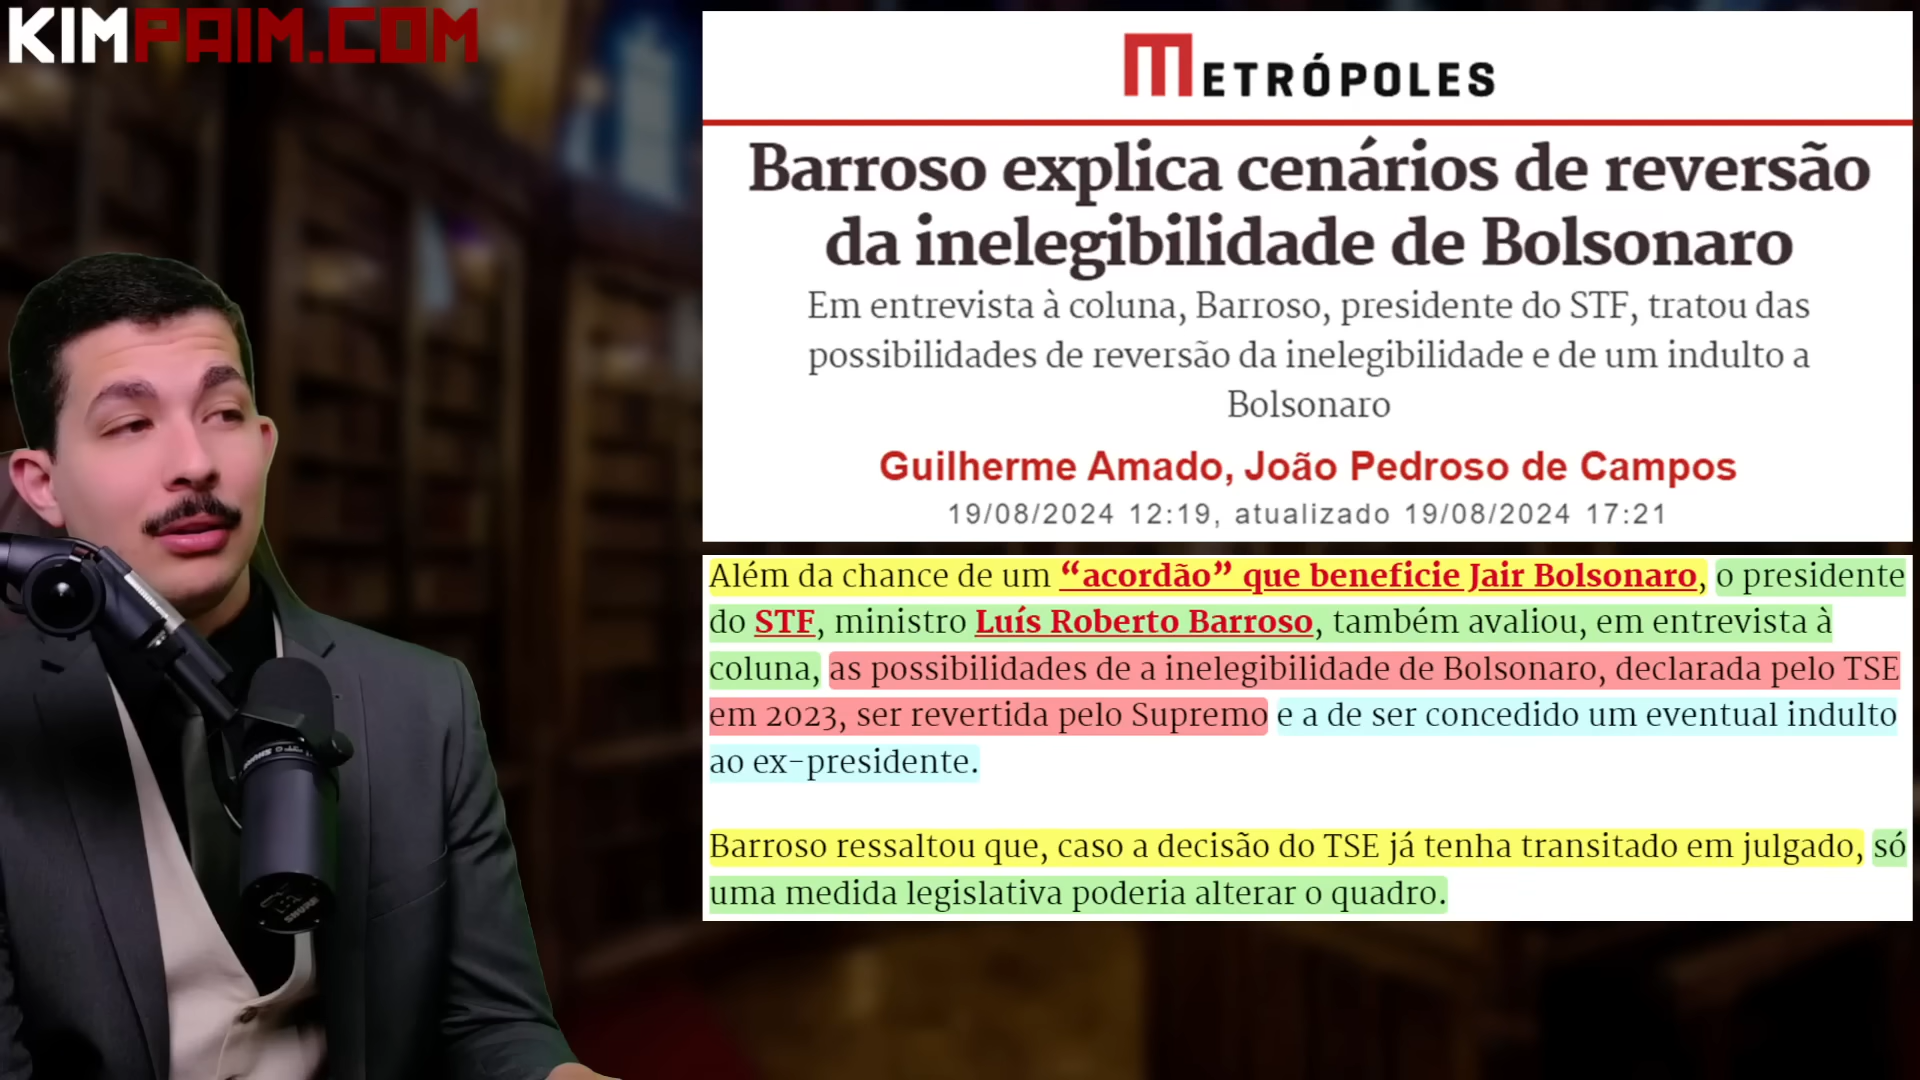 KIMPAIM.COM
METRÓPOLES
Barroso explica cenários de reversão
da inelegibilidade de Bolsonaro
Em entrevista à coluna, Barroso, presidente do STF, tratou das
possibilidades de reversão da inelegibilidade e de um indulto a
Bolsonaro
Guilherme Amado, João Pedroso de Campos
19/08/2024 12:19, atualizado 19/08/2024 17:21
Além da chance de um “acordão” que beneficie Jair Bolsonaro, o presidente
do STF, ministro Luís Roberto Barroso, também avaliou, em entrevista à
coluna, as possibilidades de a inelegibilidade de Bolsonaro, declarada pelo TSE
em 2023, ser revertida pelo Supremo e a de ser concedido um eventual indulto
ao ex-presidente.
Barroso ressaltou que, caso a decisão do TSE já tenha transitado em julgado, só
uma medida legislativa poderia alterar o quadro.